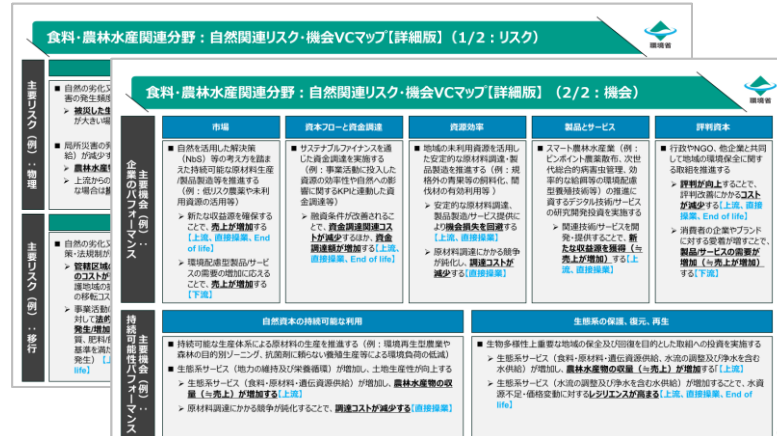 食料・農林水産関連分野：自然関連リスク・機会VCマップ【詳細版】（1/2：リスク）
環境省
主要リスク（例）：物理
■ 自然の劣化又
害の発生頻度
➢ 被災した生
が大きい場
■ 局所災害の発
給）が減少す
➢ 農林水産物
➢ 上流からの
な場合は
主要リスク（例）：移行
■ 自然の劣化又
策・法規制が
➢ 管轄区域の
のコストが
護地域の
の移転コス
➢ 事業活動に
対して
発生/増加
質、肥料/
基準を満た
発生）【上
life】
食料・農林水産関連分野：自然関連リスク・機会VCマップ【詳細版】（2/2：機会）
環境省
主要機会（例）：
企業のパフォーマンス
市場
■ 自然を活用した解決策
（NbS）等の考え方を踏ま
えた持続可能な原材料生産
/製品製造等を推進する
（例：低リスク農薬や未利
用資源の活用等）
➢ 新たな収益源を確保する
ことで、売上が増加する
【上流、直接操業、End
of life】
➢ 環境配慮型製品/サービ
スの需要の増加に応える
ことで、売上が増加する
【下流】
資本フローと資金調達
■ サステナブルファイナンスを通
じた資金調達を実施する
（例：事業活動に投入した
資源の効率性や自然への影
響に関するKPIと連動した資
金調達等）
➢ 融資条件が改善されるこ
とで、資金調達関連コス
トが減少するほか、資金
調達額が増加する【上流、
直接操業、End of life】
資源効率
■ 地域の未利用資源を活用し
た安定的な原材料調達・製
品製造を推進する（例：規
格外の青果等の飼料化、間
伐材の有効利用等）
➢ 安定的な原材料調達、
製品製造/サービス提供に
より機会損失を回避する
【上流、直接操業】
➢ 原材料調達にかかる競争
が鈍化し、調達コストが
減少する【直接操業】
製品とサービス
■ スマート農林水産業（例：
ピンポイント農薬散布、次世
代総合的病害虫管理、効
率的な給餌等の環境配慮
型養殖技術等）の推進に
資するデジタル技術/サービス
の研究開発投資を実施する
➢ 関連技術/サービスを開
発・提供することで、新
たな収益源を獲得（≒
売上が増加）する【上
流、直接操業】
評判資本
■ 行政やNGO、他企業と共同
して地域の環境保全に関す
る取組を推進する
➢ 評判が向上することで、
評判改善にかかるコスト
が減少する【上流、直
接操業、End of life】
➢ 消費者の企業やブランド
に対する愛着が増すことで、
製品/サービスの需要が
増加（≒売上が増加）
する【下流】
主要機会（例）：
持続可能性パフォーマンス
自然資本の持続可能な利用
■ 持続可能な生産体系による原材料の生産を推進する（例：環境再生型農業や
森林の目的別ゾーニング、抗菌剤に頼らない養殖生産等による環境負荷の低減）
■ 生態系サービス（地力の維持及び栄養循環）が増加し、土地生産性が向上する
➢ 生態系サービス（食料・原材料・遺伝資源供給）が増加し、農林水産物の収
量（≒売上）が増加する【上流】
➢ 原材料調達にかかる競争が鈍化することで、調達コストが減少する【直接操業】
生態系の保護、復元、再生
■ 生物多様性上重要な地域の保全及び回復を目的とした取組への投資を実施する
➢ 生態系サービス（食料・原材料・遺伝資源供給、水流の調整及び浄水を含む
水供給）が増加し、農林水産物の収量（≒売上）が増加する「【上流】
➢ 生態系サービス（水流の調整及び浄水を含む水供給）が増加することで、水資
源不足・価格変動に対するレジリエンスが高まる【上流、直接操業、下流、End of
life】